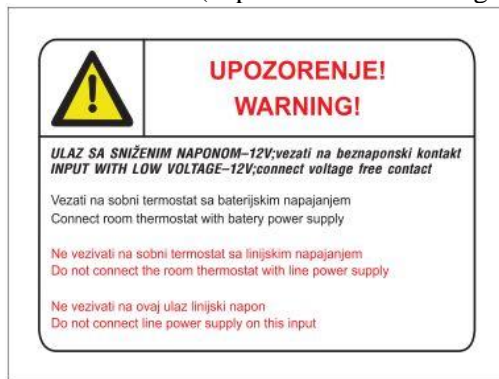 UPOZORENJE!
WARNING!
ULAZ SA SNIŽENIM NAPONOM–12V;vezati na beznaponski kontakt
INPUT WITH LOW VOLTAGE–12V;connect voltage free contact
Vezati na sobni termostat sa baterijskim napajanjem
Connect room thermostat with batery power supply
Ne vezivati na sobni termostat sa linijskim napajanjem
Do not connect the room thermostat with line power supply
Ne vezivati na ovaj ulaz linijski napon
Do not connect line power supply on this input